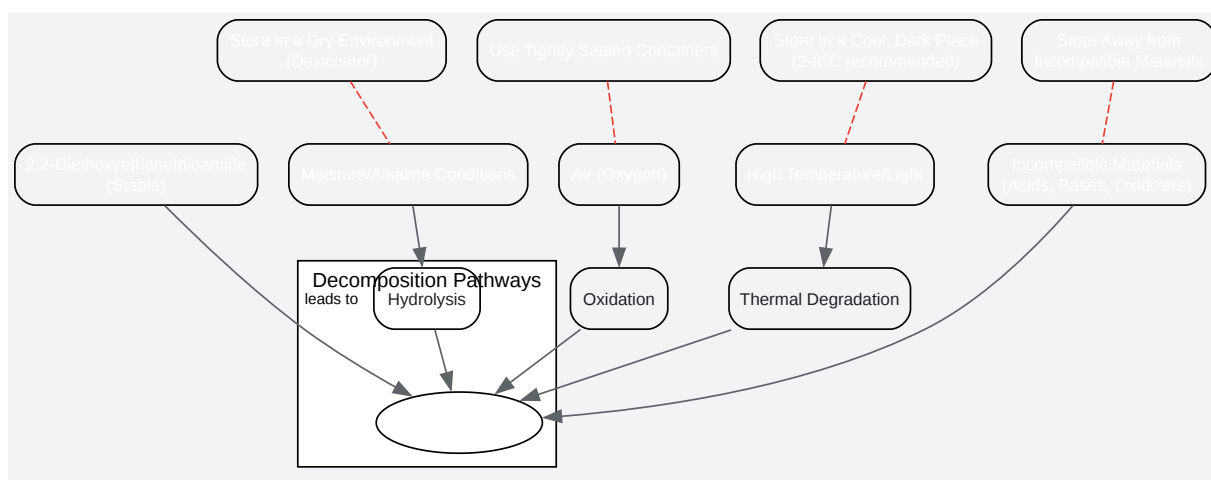 Store in a Dry Environment
(Desiccator)
Use Tightly Sealed Containers
Store in a Cool, Dark Place
(2-8°C recommended)
Store Away from
Incompatible Materials
2,2-Diethoxyethanethioamide
(Stable)
Moisture/Alkaline Conditions
Air (Oxygen)
High Temperature/Light
Incompatible Materials
(Acids, Bases, Oxidizers)
Decomposition Pathways
leads to
Hydrolysis
Oxidation
Thermal Degradation